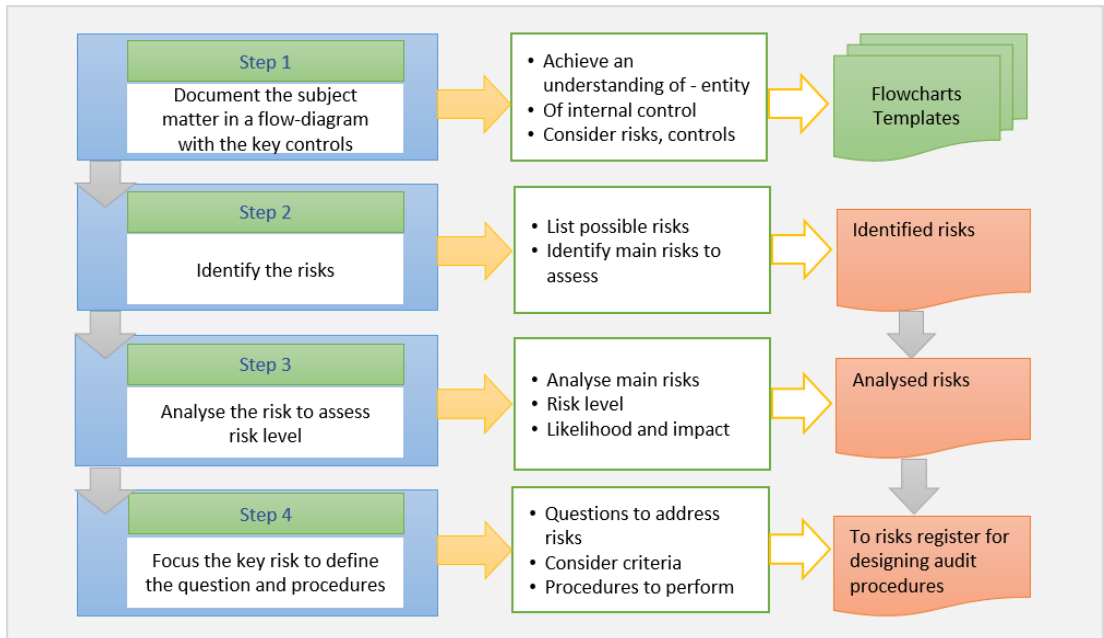 Step 1
Document the subject
matter in a flow-diagram
with the key controls
• Achieve an
understanding of - entity
• Of internal control
• Consider risks, controls
Flowcharts
Templates
Step 2
Identify the risks
• List possible risks
• Identify main risks to
assess
Identified risks
Step 3
Analyse the risk to assess
risk level
• Analyse main risks
• Risk level
• Likelihood and impact
Analysed risks
Step 4
Focus the key risk to define
the question and procedures
• Questions to address
risks
• Consider criteria
• Procedures to perform
To risks register for
designing audit
procedures